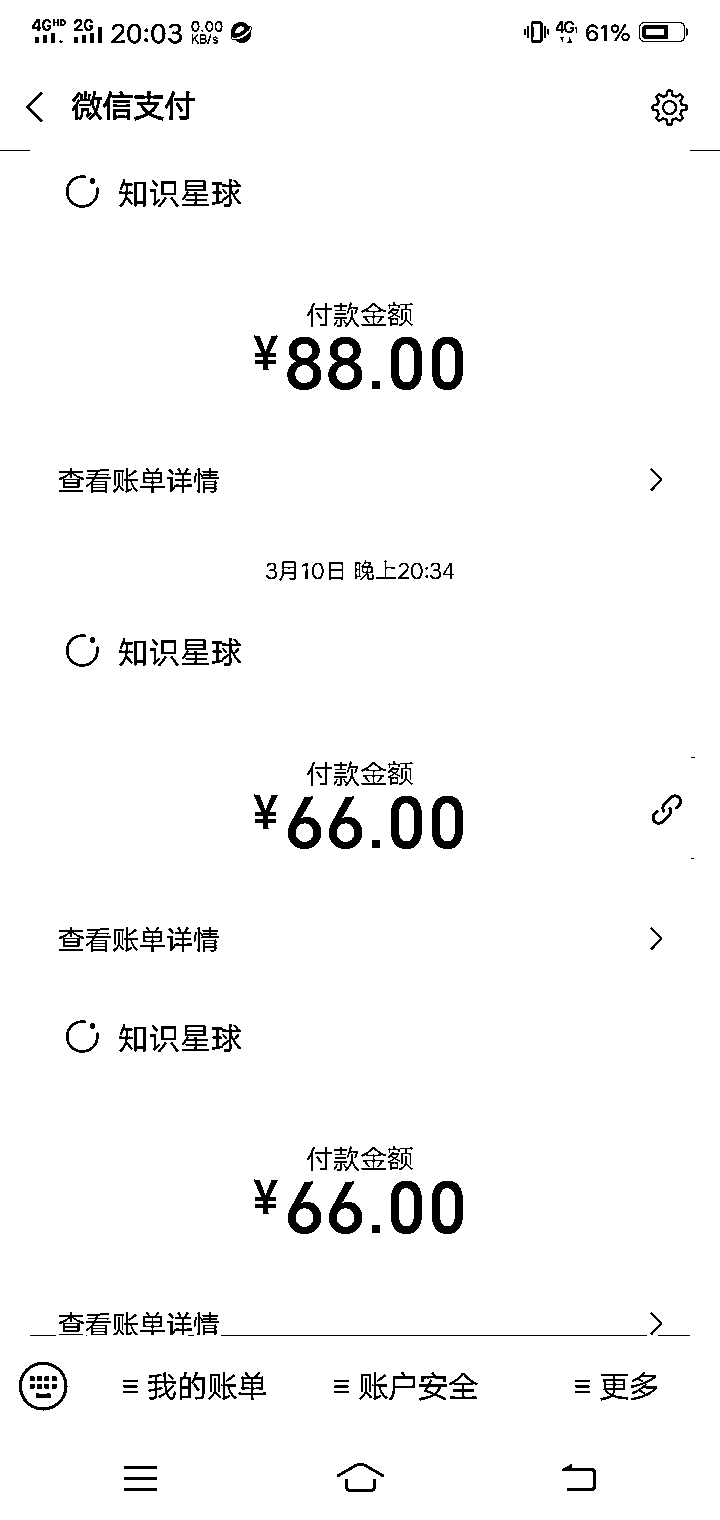 4GHD 2G 20:03 0.00 KB/s 4G 61%
微信支付
知识星球
付款金额
¥88.00
查看账单详情
3月10日 晚上20:34
知识星球
付款金额
¥66.00
查看账单详情
知识星球
付款金额
¥66.00
查看账单详情
我的账单 账户安全 更多